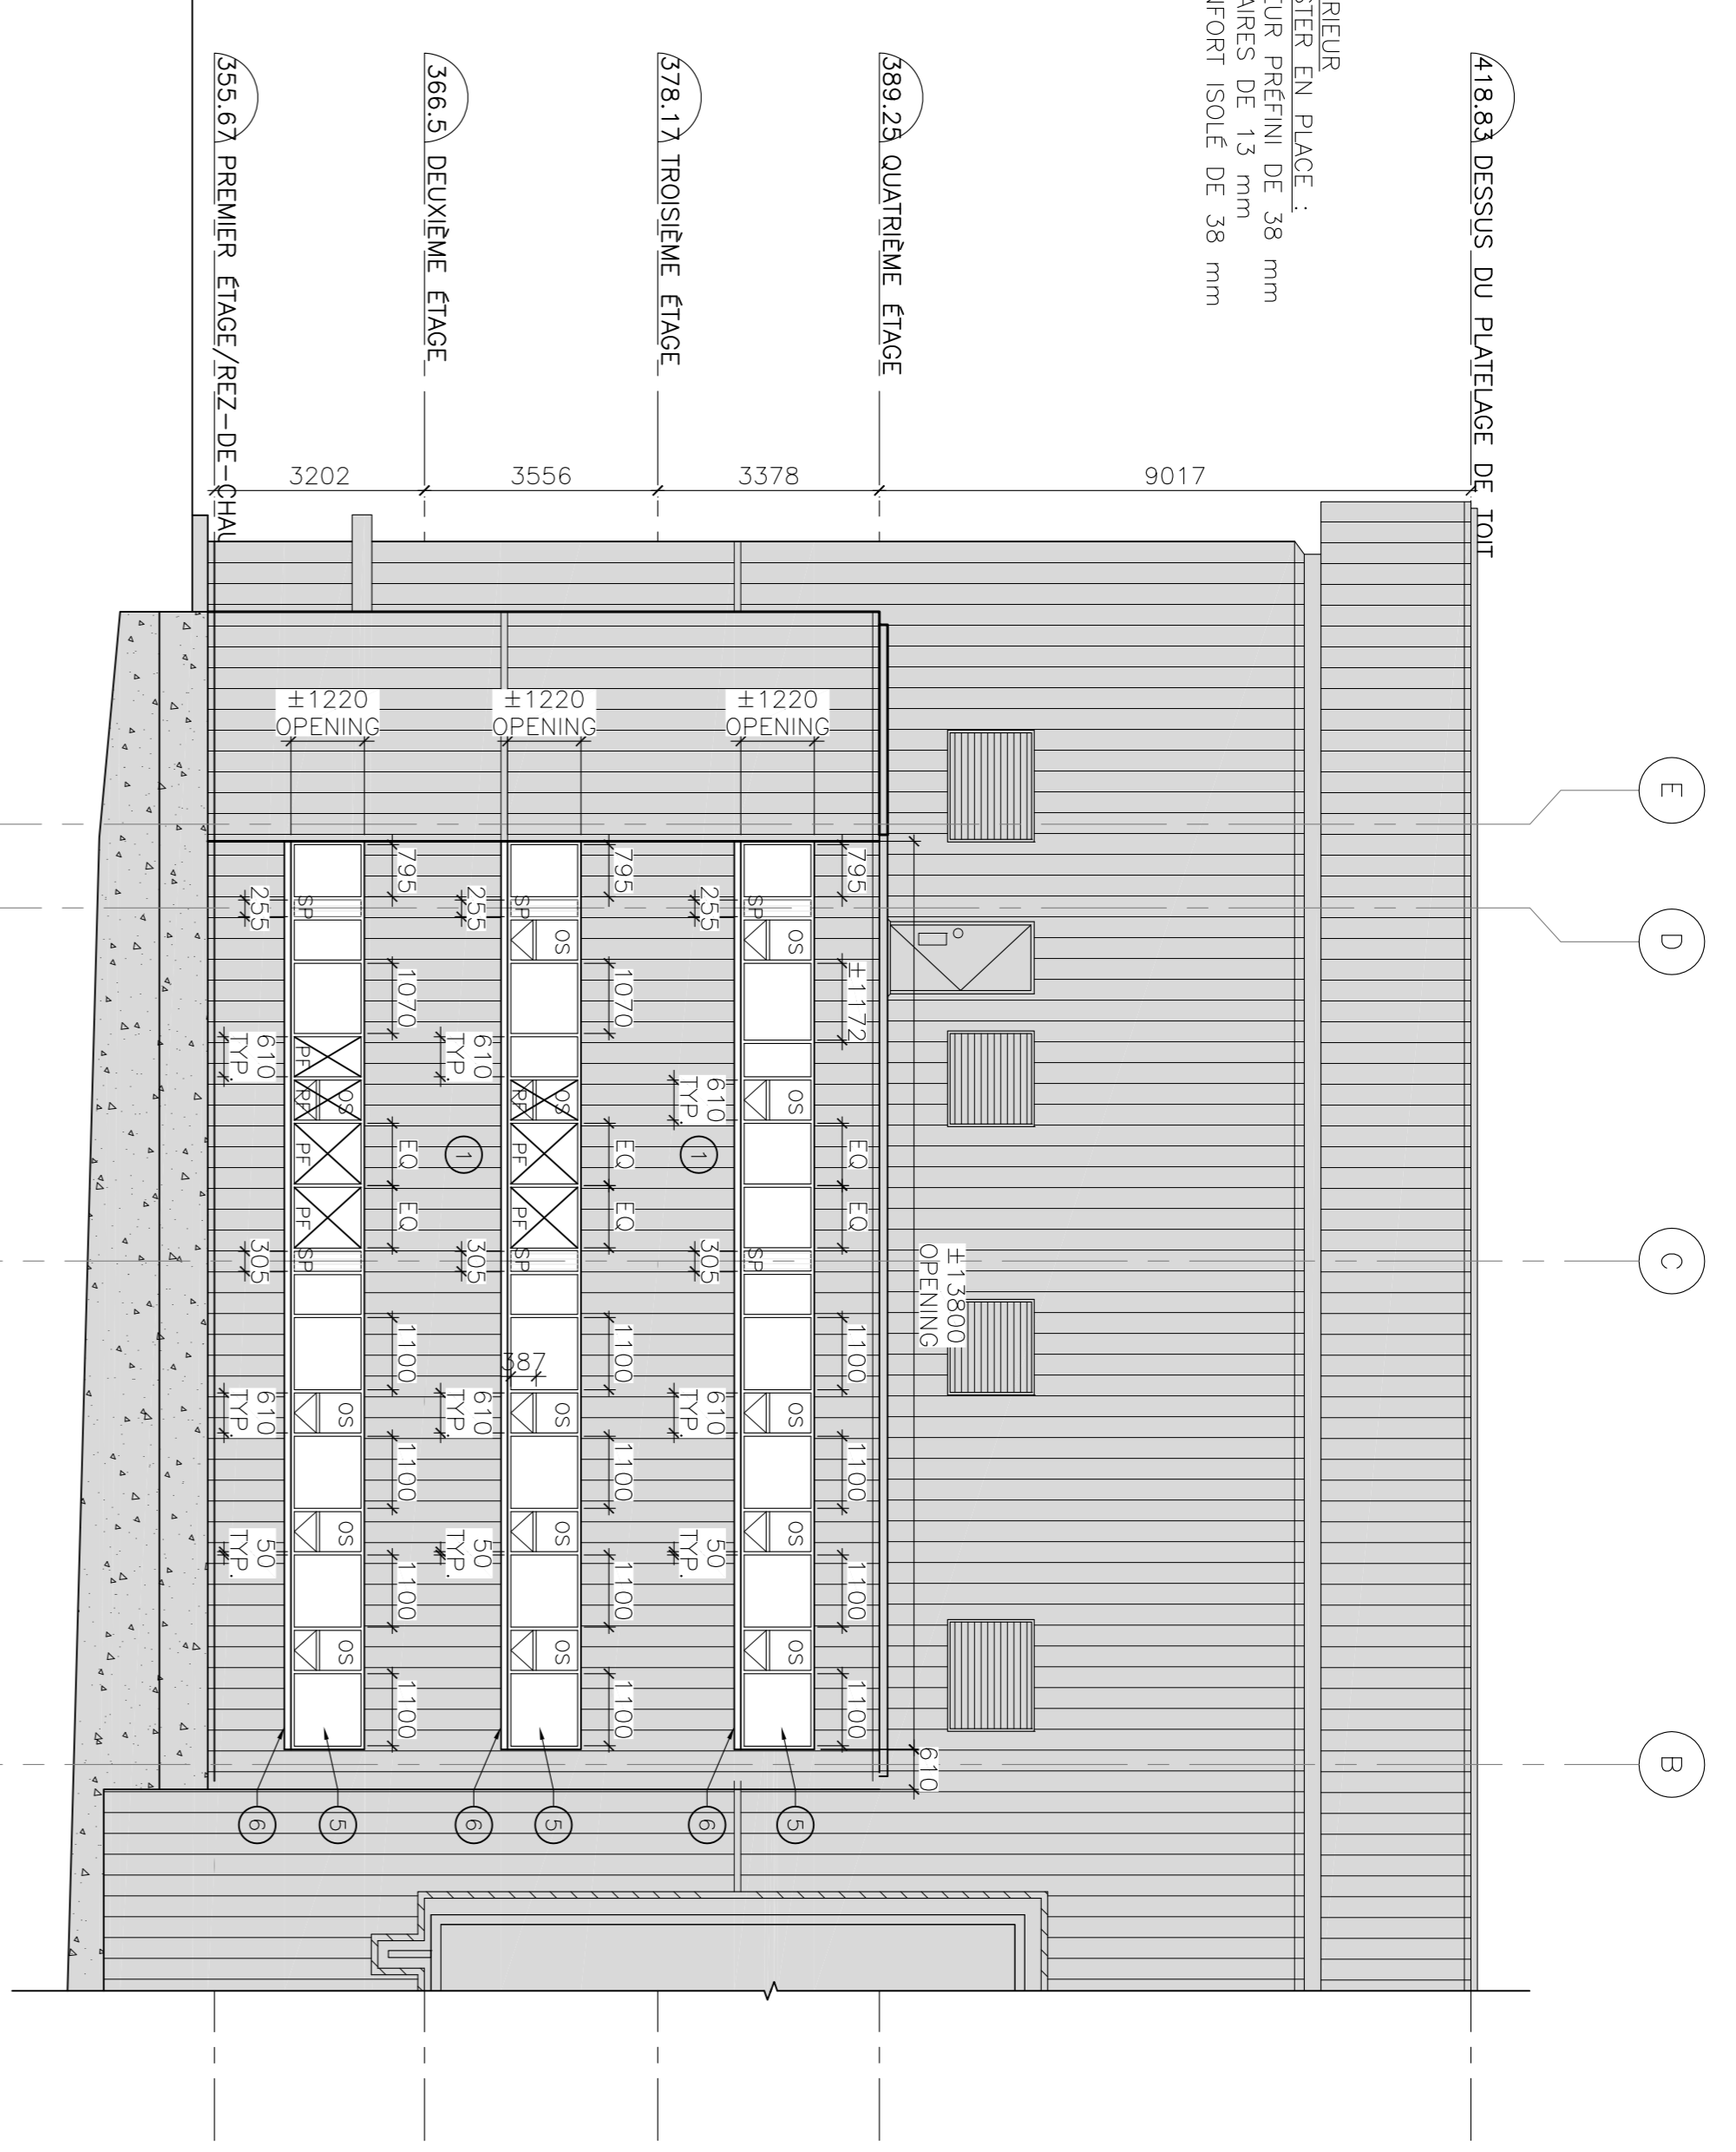 RIEUR
STER EN PLACE :
EUR PRÉFINI DE 38 mm
AIRES DE 13 mm
NFORT ISOLÉ DE 38 mm
418.83 DESSUS DU PLATELAGE DE TOIT
389.25 QUATRIÈME ÉTAGE
378.17 TROISIÈME ÉTAGE
366.5 DEUXIÈME ÉTAGE
355.67 PREMIER ÉTAGE/REZ-DE-CHAU
9017
3378
3556
3202
E
D
C
B
±13800
OPENING
610
±1220
OPENING
795
±1172
EQ
EQ
1100
1100
1100
1100
SP
OS
OS
SP
OS
OS
OS
255
610
TYP.
1
305
610
TYP.
50
TYP.
5
6
±1220
OPENING
795
1070
EQ
EQ
1100
1100
1100
1100
SP
OS
OS
PF
PF
PF
SP
387
OS
OS
OS
255
610
TYP.
1
305
610
TYP.
50
TYP.
5
6
±1220
OPENING
795
1070
EQ
EQ
1100
1100
1100
1100
SP
PF
OS
PF
PF
PF
SP
OS
OS
OS
255
610
TYP.
305
610
TYP.
50
TYP.
5
6